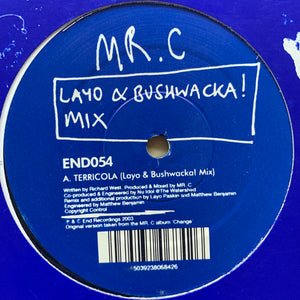 MR. C
LAYO & BUSHWACKA!
MIX
END054
A. TERRICOLA (Layo & Bushwacka! Mix)
Written by Richard West. Produced & Mixed by MR. C
Co-produced & Engineered by Nu Idol @The Watershed.
Remix and additional production by Layo Paskin and Matthew Benjamin
Engineered by Matthew Benjamin.
Copyright Control
℗ & © End Recordings 2003
Original version taken from the MR. C album 'Change'
5039238068426